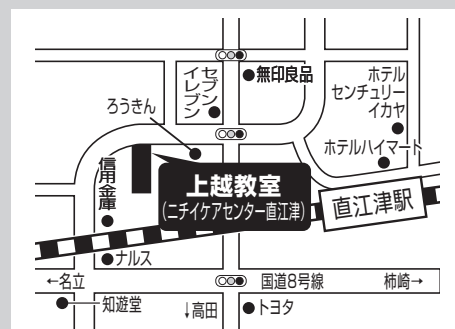 セブン
イレブン
無印良品
ホテル
センチュリー
イカヤ
ろうきん
ホテルハイマート
信用金庫
上越教室
(ニチイケアセンター直江津)
直江津駅
ナルス
←名立
国道8号線
柿崎→
知遊堂
↓高田
トヨタ